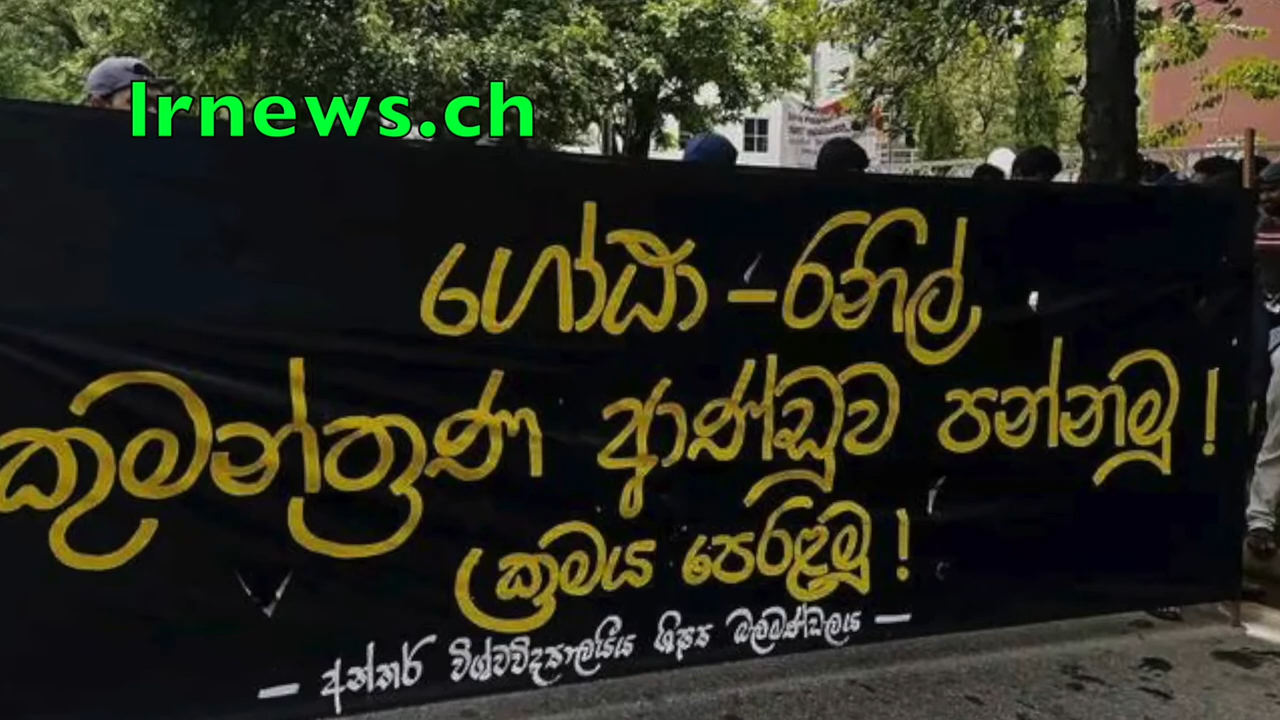 lrnews.ch
ගෝඨා – රනිල්
කුමන්ත්‍රණ ආණ්ඩුව පන්නමු !
ක්‍රමය පෙරළමු !
– අන්තර් විශ්වවිද්‍යාලයීය ශිෂ්‍ය බලමණ්ඩලය –